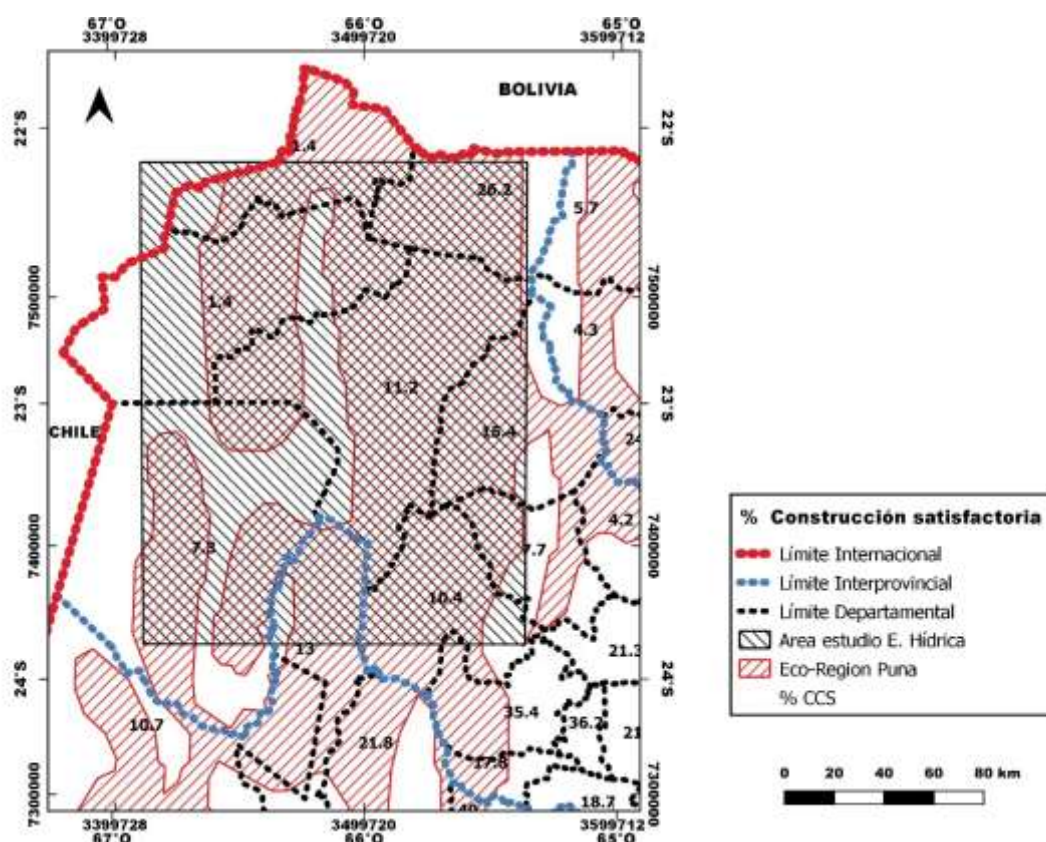 67°O 66°O 65°O
3399728 3499720 3599712
BOLIVIA
22°S 22°S
1.4
26.2
5.7
7500000 7500000
1.4
4.3
11.2
23°S 23°S
CHILE
15.4
24
4.2
7400000 7400000
7.3
7.7
10.4
13
21.3
24°S 24°S
10.7
35.4
36.2
21
21.8
17.8
18.7
7300000 7300000
3399728 3499720 3599712
67°O 66°O 65°O
% Construcción satisfactoria
Límite Internacional
Límite Interprovincial
Límite Departamental
Area estudio E. Hídrica
Eco-Region Puna
% CCS
0 20 40 60 80 km